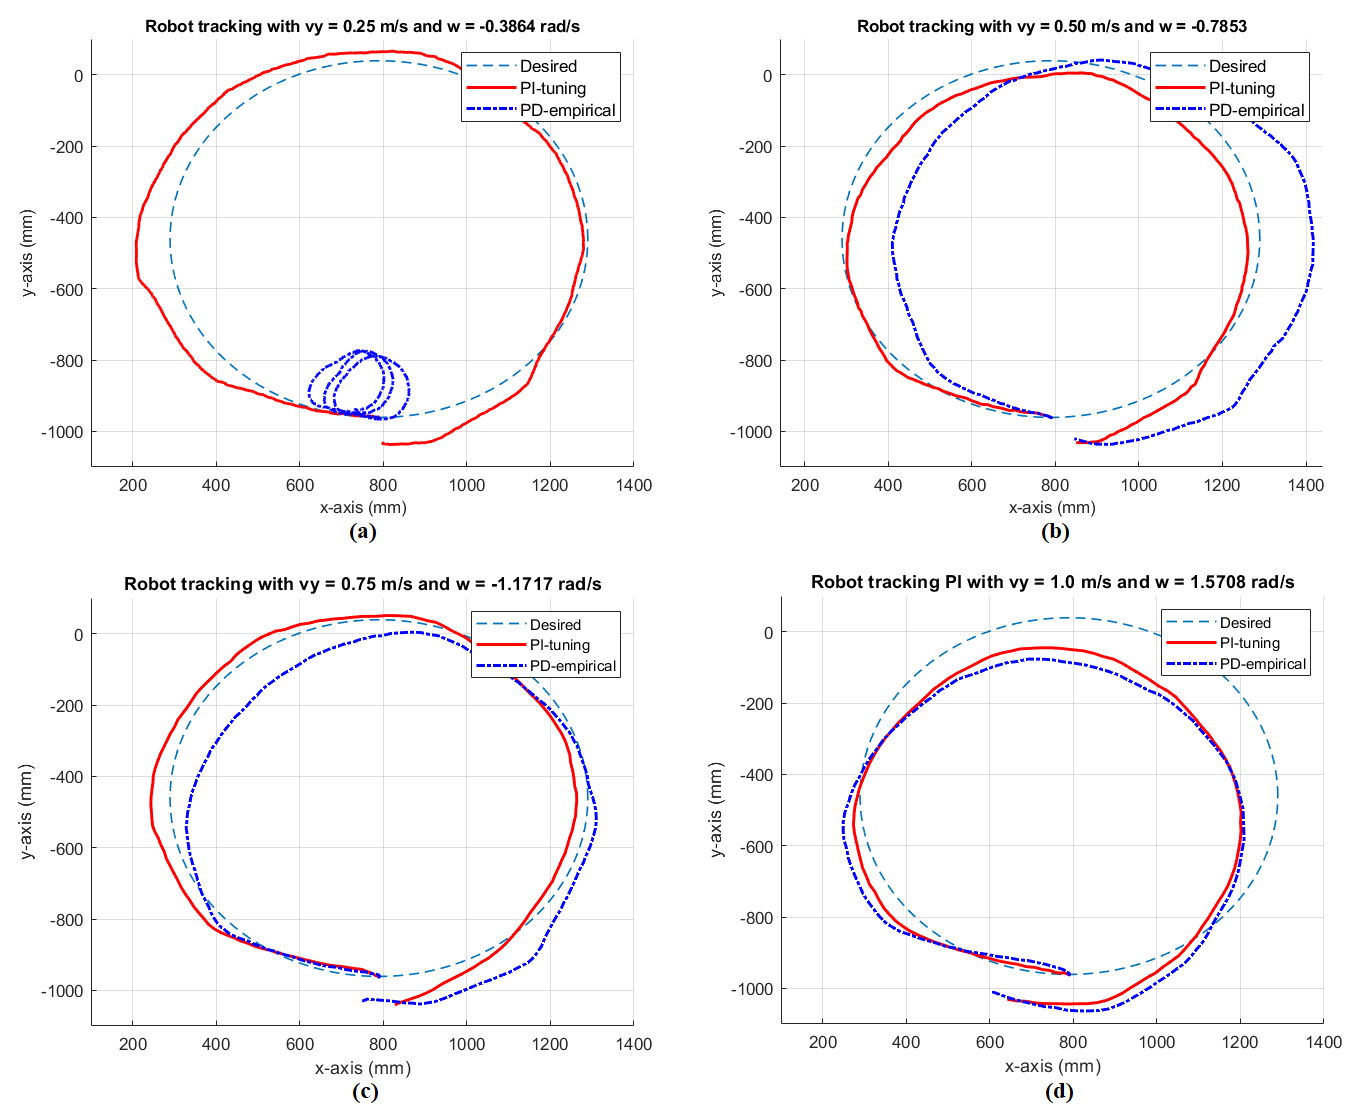 Robot tracking with vy = 0.25 m/s and w = -0.3864 rad/s
Desired
PI-tuning
PD-empirical
0
-200
-400
-600
-800
-1000
y-axis (mm)
200 400 600 800 1000 1200 1400
x-axis (mm)
(a)
Robot tracking with vy = 0.50 m/s and w = -0.7853
Desired
PI-tuning
PD-empirical
0
-200
-400
-600
-800
-1000
y-axis (mm)
200 400 600 800 1000 1200 1400
x-axis (mm)
(b)
Robot tracking with vy = 0.75 m/s and w = -1.1717 rad/s
Desired
PI-tuning
PD-empirical
0
-200
-400
-600
-800
-1000
y-axis (mm)
200 400 600 800 1000 1200 1400
x-axis (mm)
(c)
Robot tracking PI with vy = 1.0 m/s and w = 1.5708 rad/s
Desired
PI-tuning
PD-empirical
0
-200
-400
-600
-800
-1000
y-axis (mm)
200 400 600 800 1000 1200 1400
x-axis (mm)
(d)